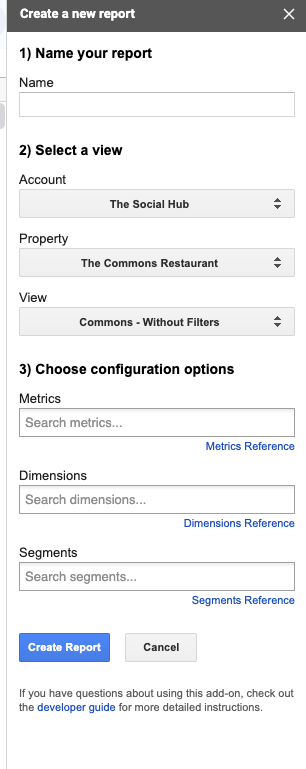 Create a new report
1) Name your report
Name
2) Select a view
Account
The Social Hub
Property
The Commons Restaurant
View
Commons - Without Filters
3) Choose configuration options
Metrics
Search metrics...
Metrics Reference
Dimensions
Search dimensions...
Dimensions Reference
Segments
Search segments...
Segments Reference
Create Report Cancel
If you have questions about using this add-on, check out
the developer guide for more detailed instructions.